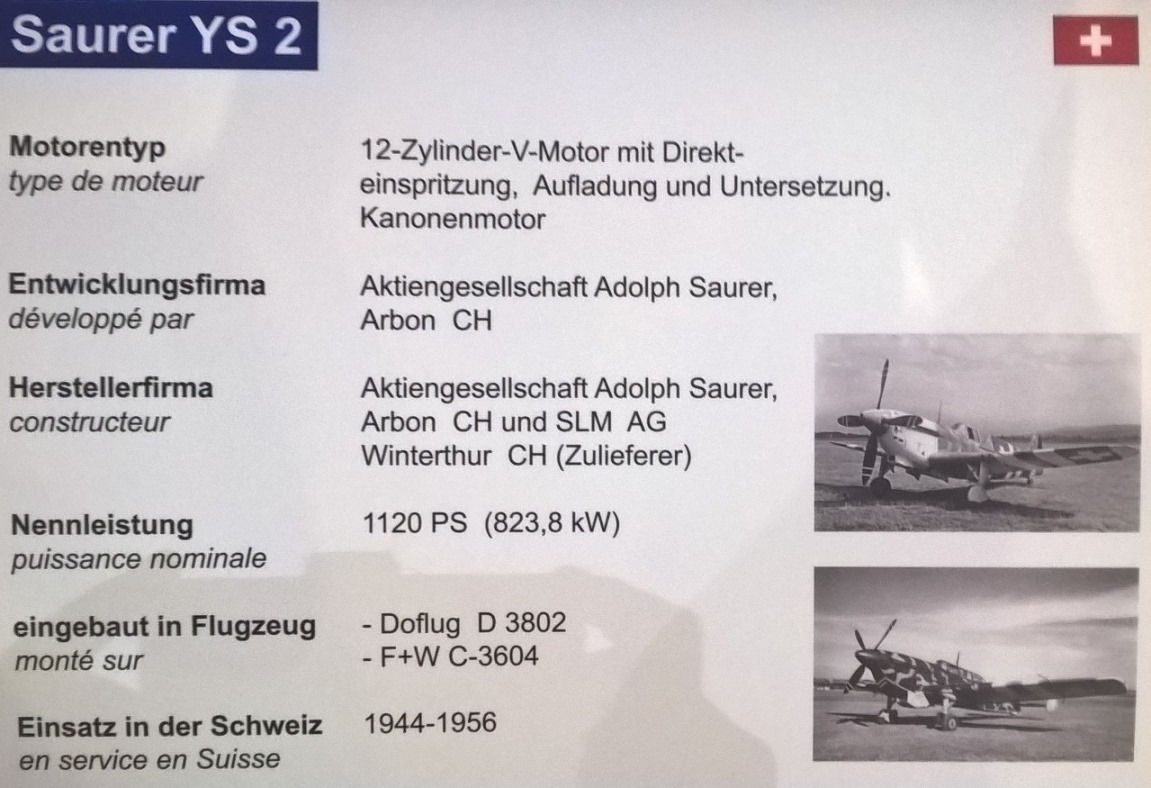 Saurer YS 2
Motorentyp
type de moteur
12-Zylinder-V-Motor mit Direkt-
einspritzung, Aufladung und Untersetzung.
Kanonenmotor
Entwicklungsfirma
développé par
Aktiengesellschaft Adolph Saurer,
Arbon CH
Herstellerfirma
constructeur
Aktiengesellschaft Adolph Saurer,
Arbon CH und SLM AG
Winterthur CH (Zulieferer)
Nennleistung
puissance nominale
1120 PS (823,8 kW)
eingebaut in Flugzeug
monté sur
- Doflug D 3802
- F+W C-3604
Einsatz in der Schweiz
en service en Suisse
1944-1956